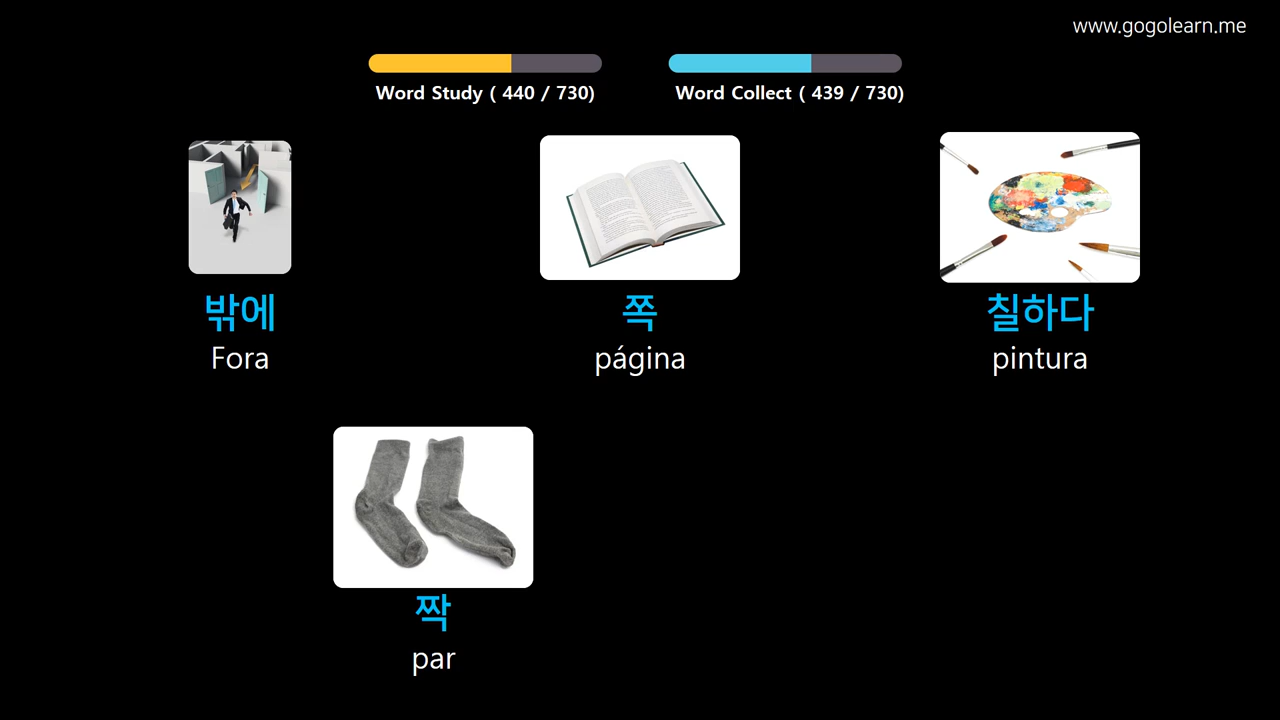 www.gogolearn.me
Word Study ( 440 / 730)
Word Collect ( 439 / 730)
밖에
Fora
쪽
página
칠하다
pintura
짝
par